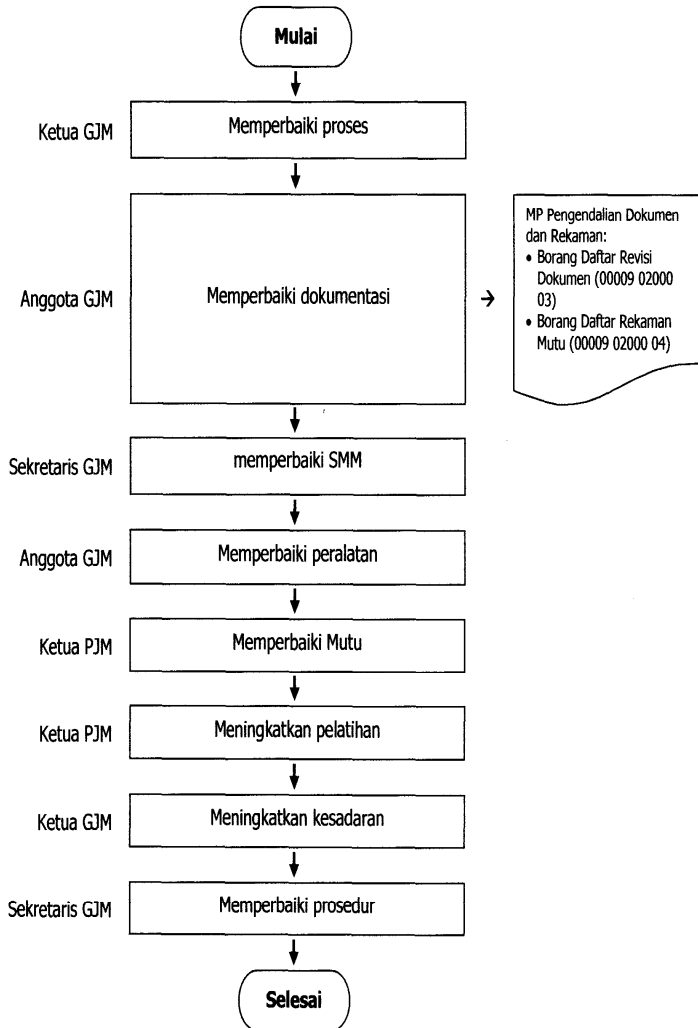 Mulai
Ketua GJM
Memperbaiki proses
Anggota GJM
Memperbaiki dokumentasi
MP Pengendalian Dokumen
dan Rekaman:
• Borang Daftar Revisi
Dokumen (00009 02000
03)
• Borang Daftar Rekaman
Mutu (00009 02000 04)
Sekretaris GJM
memperbaiki SMM
Anggota GJM
Memperbaiki peralatan
Ketua PJM
Memperbaiki Mutu
Ketua PJM
Meningkatkan pelatihan
Ketua GJM
Meningkatkan kesadaran
Sekretaris GJM
Memperbaiki prosedur
Selesai